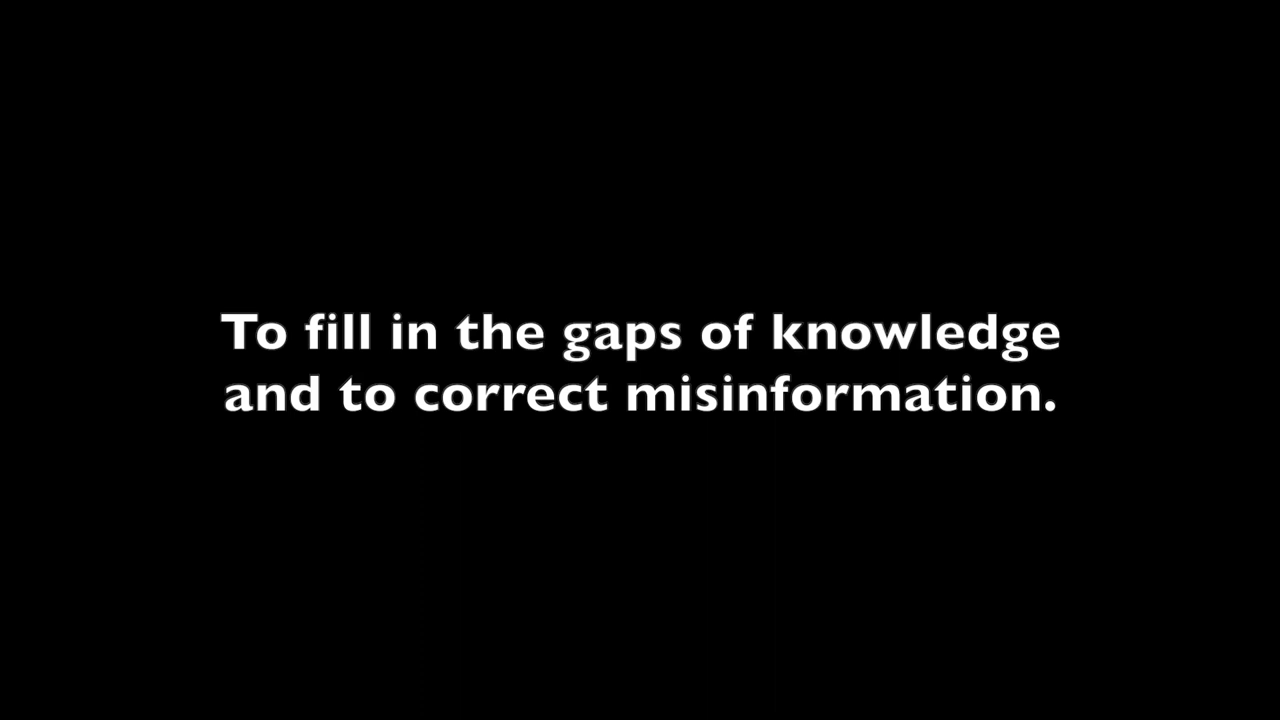 To fill in the gaps of knowledge
and to correct misinformation.